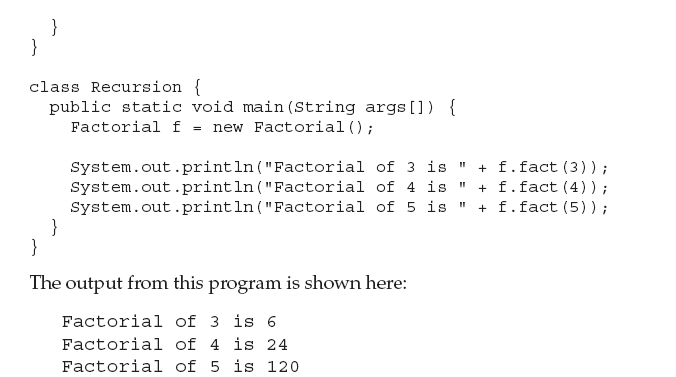 }
}
class Recursion {
public static void main(String args[]) {
Factorial f = new Factorial();
System.out.println("Factorial of 3 is " + f.fact(3));
System.out.println("Factorial of 4 is " + f.fact(4));
System.out.println("Factorial of 5 is " + f.fact(5));
}
}
The output from this program is shown here:
Factorial of 3 is 6
Factorial of 4 is 24
Factorial of 5 is 120